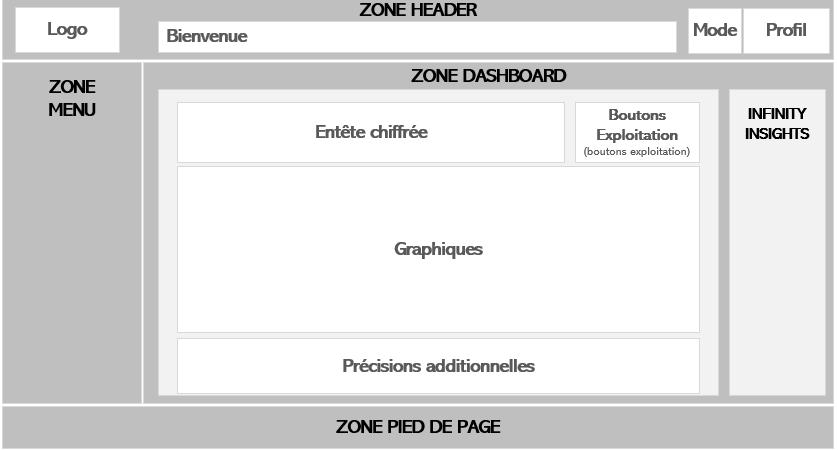 ZONE HEADER
Logo
Bienvenue
Mode
Profil
ZONE
MENU
ZONE DASHBOARD
Entête chiffrée
Boutons
Exploitation
(boutons exploitation)
INFINITY
INSIGHTS
Graphiques
Précisions additionnelles
ZONE PIED DE PAGE